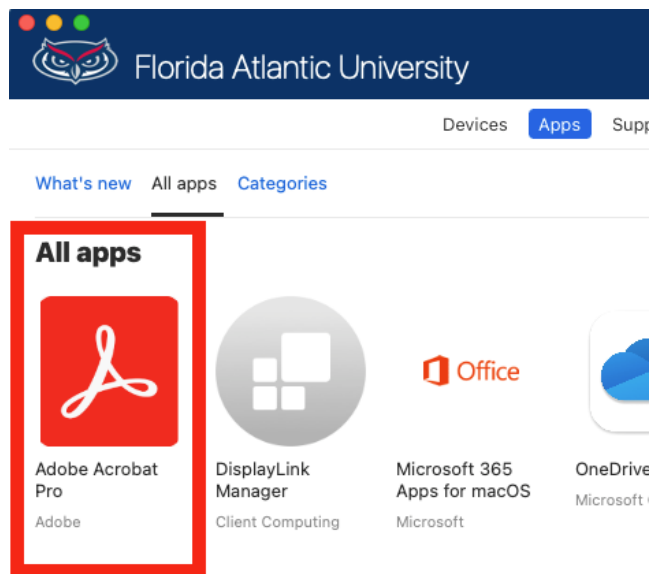 Florida Atlantic University
Devices Apps
What's new All apps Categories
All apps
Office
Adobe Acrobat Pro
Adobe
DisplayLink Manager
Client Computing
Microsoft 365 Apps for macOS
Microsoft
OneDrive
Microsoft